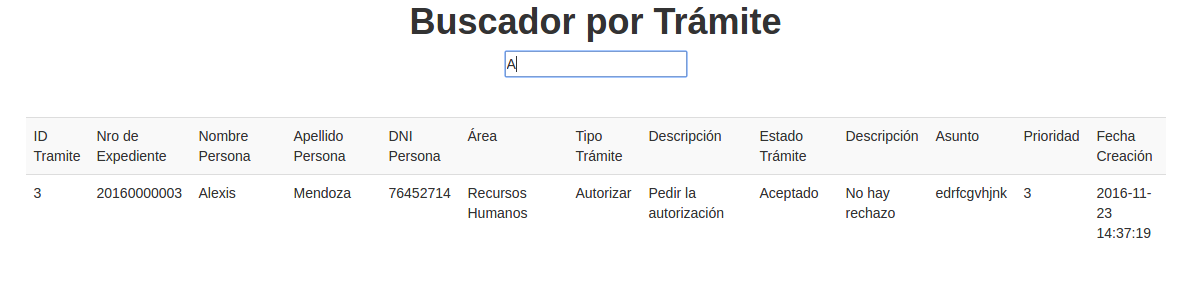 Buscador por Trámite
A
ID Nro de Nombre Apellido DNI Área Tipo Descripción Estado Descripción Asunto Prioridad Fecha
Tramite Expediente Persona Persona Persona Trámite Trámite Creación
3 20160000003 Alexis Mendoza 76452714 Recursos Autorizar Pedir la Aceptado No hay edrfcgvhjnk 3 2016-11-
Humanos autorización rechazo 23
14:37:19